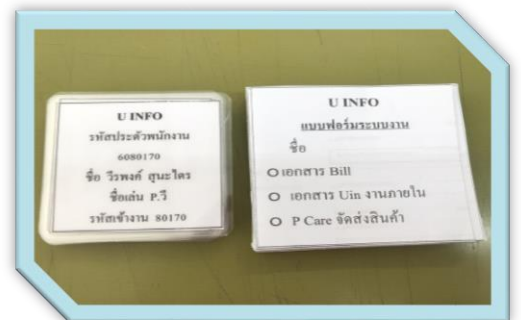 U INFO
รหัสประตัวพนักงาน
6080170
ชื่อ วีรพงศ์ สุนะไตร
ชื่อเล่น P.วี
รหัสเข้างาน 80170
U INFO
แบบฟอร์มระบบงาน
ชื่อ
เอกสาร Bill
เอกสาร Uin งานภายใน
P Care จัดส่งสินค้า